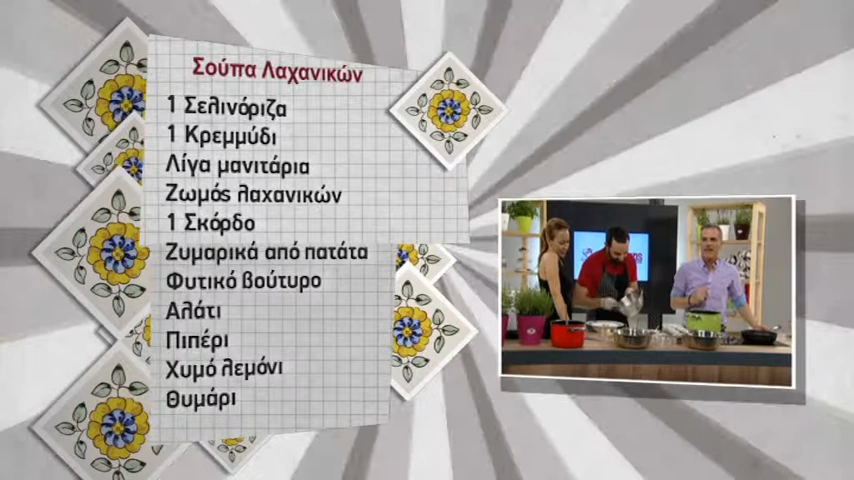 Σούπα Λαχανικών
1 Σελινόριζα
1 Κρεμμύδι
Λίγα μανιτάρια
Ζωμός λαχανικών
1 Σκόρδο
Ζυμαρικά από πατάτα
Φυτικό βούτυρο
Αλάτι
Πιπέρι
Χυμό λεμόνι
Θυμάρι